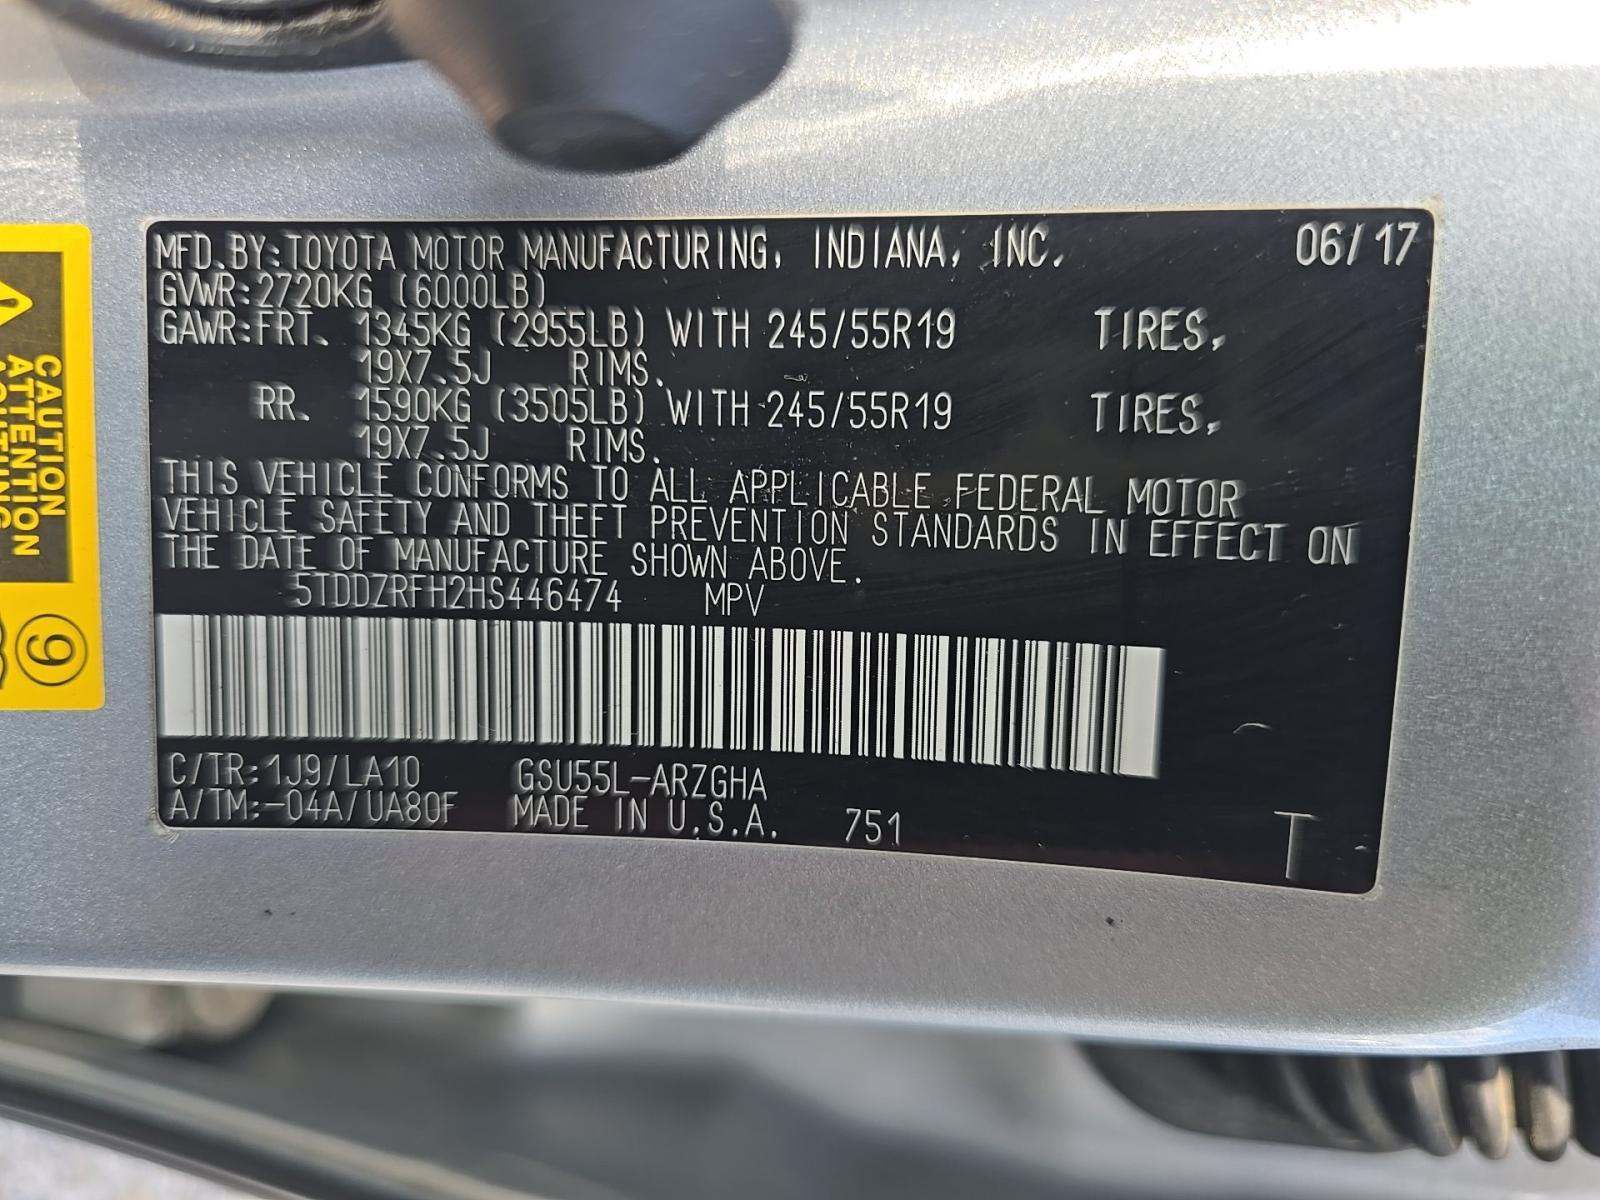 MFD.BY:TOYOTA MOTOR MANUFACTURING, INDIANA, INC. 06/17
GVWR:2720KG (6000LB)
GAWR:FRT. 1345KG (2955LB) WITH 245/55R19 TIRES,
19X7.5J RIMS.
RR. 1590KG (3505LB) WITH 245/55R19 TIRES,
19X7.5J RIMS.
THIS VEHICLE CONFORMS TO ALL APPLICABLE FEDERAL MOTOR
VEHICLE SAFETY AND THEFT PREVENTION STANDARDS IN EFFECT ON
THE DATE OF MANUFACTURE SHOWN ABOVE.
5TDDZRFH2HS446474 MPV
C/TR:1J9/LA10 GSU55L-ARZGHA
A/TM:-04A/UA80F MADE IN U.S.A. 751
T
CAUTION
ATTENTION
9